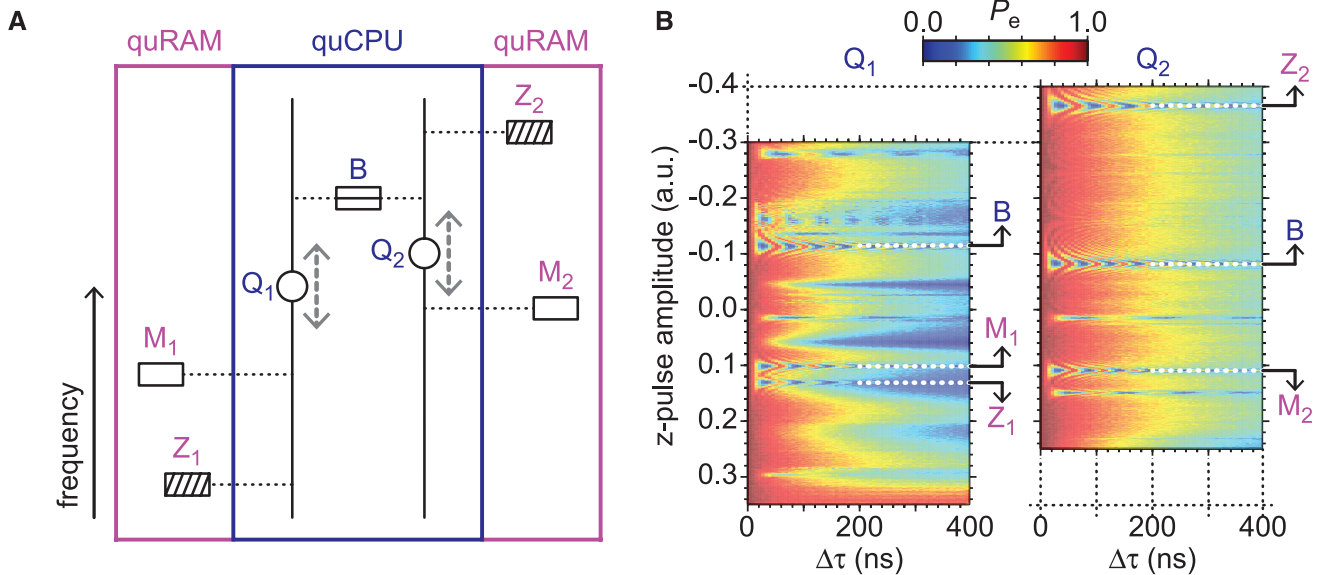 A
quRAM
quCPU
quRAM
Z2
B
Q2
Q1
M2
M1
Z1
frequency
B
0.0
Pe
1.0
Q1
Q2
Z2
-0.4
-0.3
-0.2
-0.1
0.0
0.1
0.2
0.3
z-pulse amplitude (a.u.)
B
M1
Z1
B
M2
0
200
400
0
200
400
Δτ (ns)
Δτ (ns)